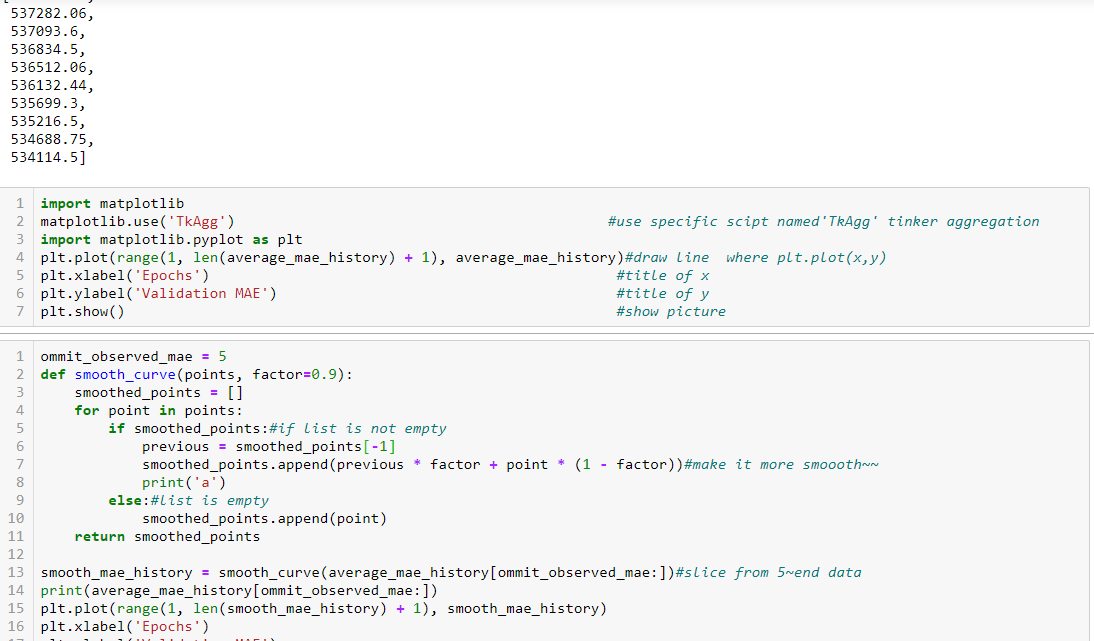 537282.06,
537093.6,
536834.5,
536512.06,
536132.44,
535699.3,
535216.5,
534688.75,
534114.5]
1 import matplotlib
2 matplotlib.use('TkAgg') #use specific scipt named'TkAgg' tinker aggregation
3 import matplotlib.pyplot as plt
4 plt.plot(range(1, len(average_mae_history) + 1), average_mae_history)#draw line  where plt.plot(x,y)
5 plt.xlabel('Epochs') #title of x
6 plt.ylabel('Validation MAE') #title of y
7 plt.show() #show picture
1 ommit_observed_mae = 5
2 def smooth_curve(points, factor=0.9):
3     smoothed_points = []
4     for point in points:
5         if smoothed_points:#if list is not empty
6             previous = smoothed_points[-1]
7             smoothed_points.append(previous * factor + point * (1 - factor))#make it more smoooth~~
8             print('a')
9         else:#list is empty
10             smoothed_points.append(point)
11     return smoothed_points
12
13 smooth_mae_history = smooth_curve(average_mae_history[ommit_observed_mae:])#slice from 5~end data
14 print(average_mae_history[ommit_observed_mae:])
15 plt.plot(range(1, len(smooth_mae_history) + 1), smooth_mae_history)
16 plt.xlabel('Epochs')